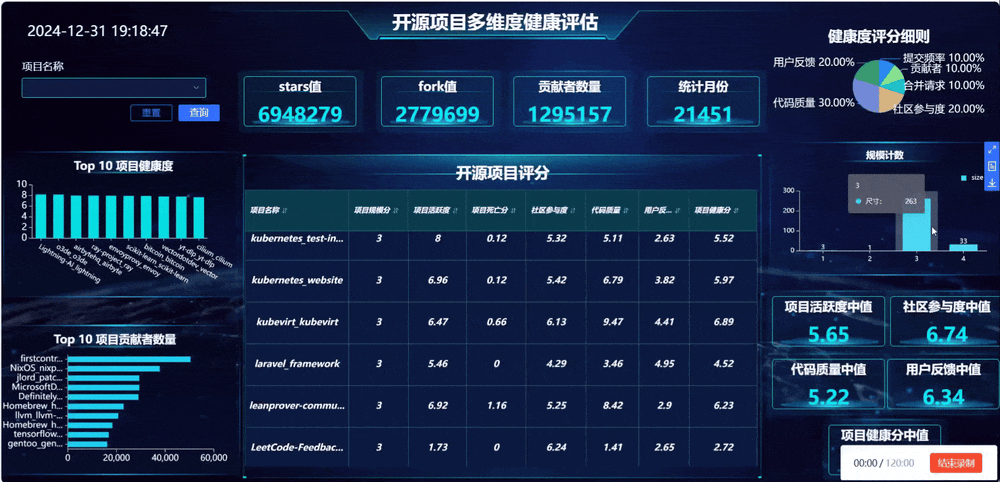 2024-12-31 19:18:47
开源项目多维度健康评估
项目名称
重置 查询
stars值
6948279
fork值
2779699
贡献者数量
1295157
统计月份
21451
健康度评分细则
用户反馈 20.00%
提交频率 10.00%
贡献者 10.00%
合并请求 10.00%
代码质量 30.00%
社区参与度 20.00%
Top 10 项目健康度
10
8
6
4
2
0
Lightning-AI_lightning
o3de_o3de
airbytehq_airbyte
ray-project_ray
envoyproxy_envoy
scikit-learn_scikit-learn
bitcoin_bitcoin
vectordotdev_vector
yt-dlp_yt-dlp
cilium_cilium
Top 10 项目贡献者数量
firstcontr...
NixOS_nixp...
jlord_patc...
MicrosoftD...
Definitely...
Homebrew_h...
llvm_llvm-...
Homebrew_h...
tensorflow...
gentoo_gen...
0 20,000 40,000 60,000
开源项目评分
项目名称 项目规模分 项目活跃度 项目死亡分 社区参与度 代码质量 用户反... 项目健康分
kubernetes_test-in... 3 8 0.12 5.32 5.11 2.63 5.52
kubernetes_website 3 6.96 0.12 5.42 6.79 3.82 5.97
kubevirt_kubevirt 3 6.47 0.66 6.13 9.47 4.41 6.89
laravel_framework 3 5.46 0 4.29 3.46 4.95 4.52
leanprover-commu... 3 6.92 1.16 5.25 8.42 2.9 6.23
LeetCode-Feedbac... 3 1.73 0 6.24 1.41 2.65 2.72
规模计数
size
300
200
100
0
3
尺寸: 263
3 1 33
1 2 3 4
项目活跃度中值
5.65
社区参与度中值
6.74
代码质量中值
5.22
用户反馈中值
6.34
项目健康分中值
00:00 / 120:00 结束录制